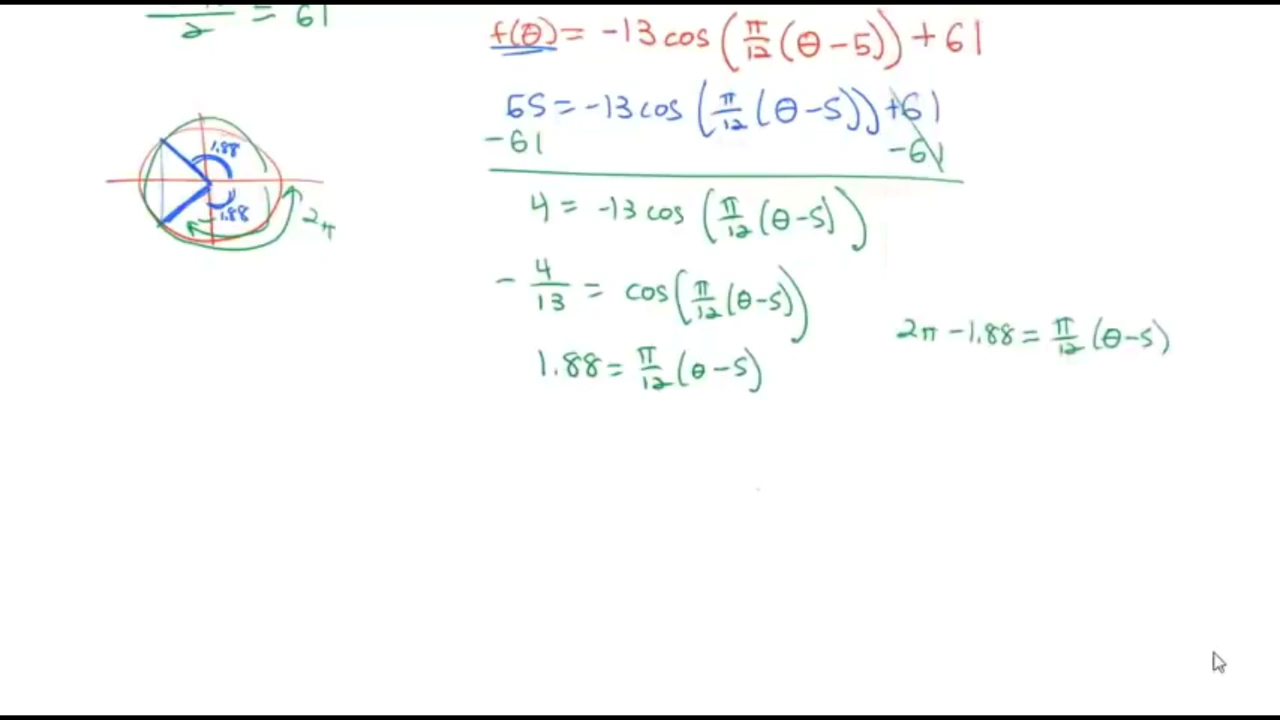 2 = 61
f(θ) = -13 cos (π/12 (θ - 5)) + 61
65 = -13 cos (π/12 (θ - 5)) + 61
-61 -61
4 = -13 cos (π/12 (θ - 5))
- 4/13 = cos (π/12 (θ - 5))
1.88 = π/12 (θ - 5)
2π - 1.88 = π/12 (θ - 5)
1.88
-1.88
2π